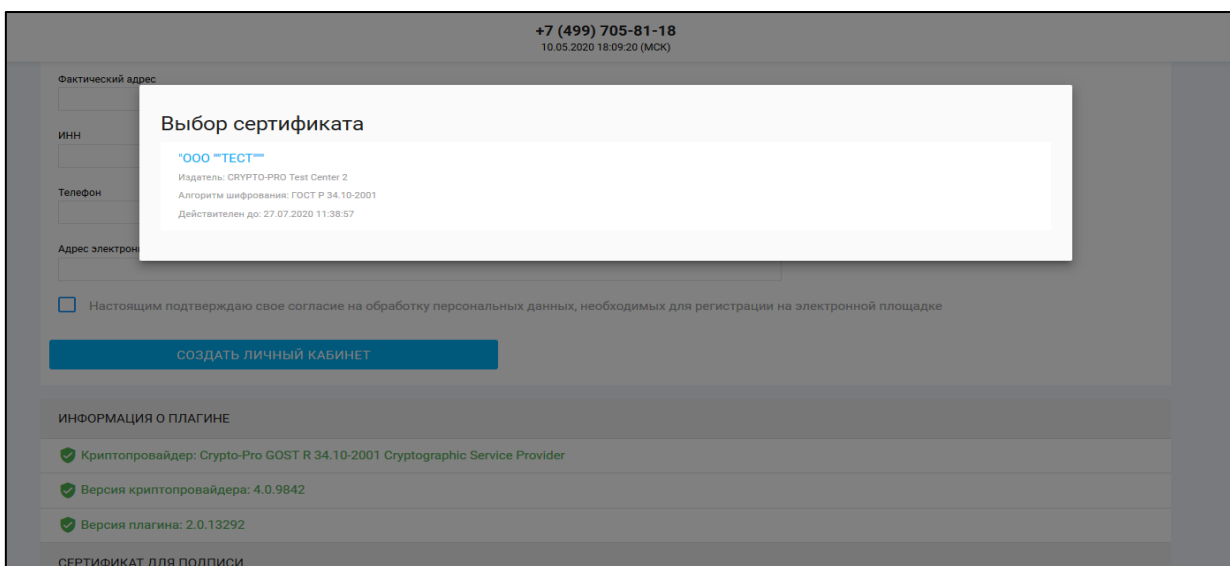 +7 (499) 705-81-18
10.05.2020 18:09:20 (МСК)
Фактический адрес
Выбор сертификата
ИНН
"ООО ""ТЕСТ"""
Издатель: CRYPTO-PRO Test Center 2
Телефон
Алгоритм шифрования: ГОСТ Р 34.10-2001
Действителен до: 27.07.2020 11:38:57
Адрес электрон
Настоящим подтверждаю свое согласие на обработку персональных данных, необходимых для регистрации на электронной площадке
СОЗДАТЬ ЛИЧНЫЙ КАБИНЕТ
ИНФОРМАЦИЯ О ПЛАГИНЕ
Криптопровайдер: Crypto-Pro GOST R 34.10-2001 Cryptographic Service Provider
Версия криптопровайдера: 4.0.9842
Версия плагина: 2.0.13292
СЕРТИФИКАТ ДЛЯ ПОДПИСИ